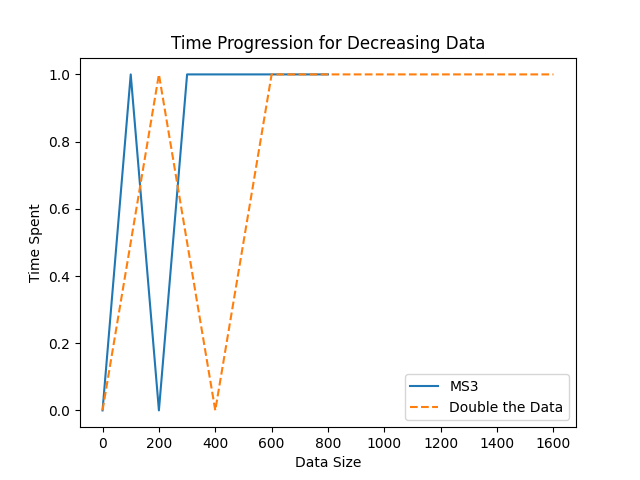 Time Progression for Decreasing Data
1.0
0.8
0.6
0.4
0.2
0.0
Time Spent
0 200 400 600 800 1000 1200 1400 1600
Data Size
MS3
Double the Data